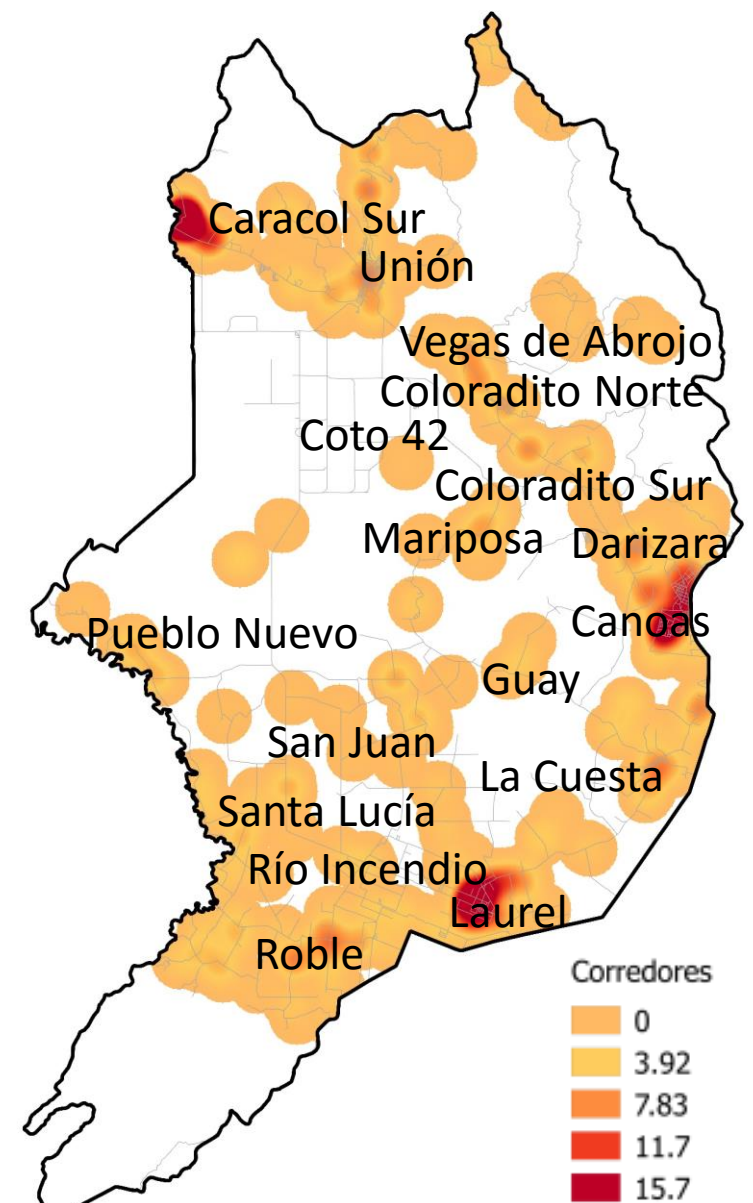 Caracol Sur
Unión
Vegas de Abrojo
Coloradito Norte
Coto 42
Coloradito Sur
Mariposa
Darizara
Pueblo Nuevo
Canoas
Guay
San Juan
La Cuesta
Santa Lucía
Río Incendio
Laurel
Roble
Corredores
0
3.92
7.83
11.7
15.7